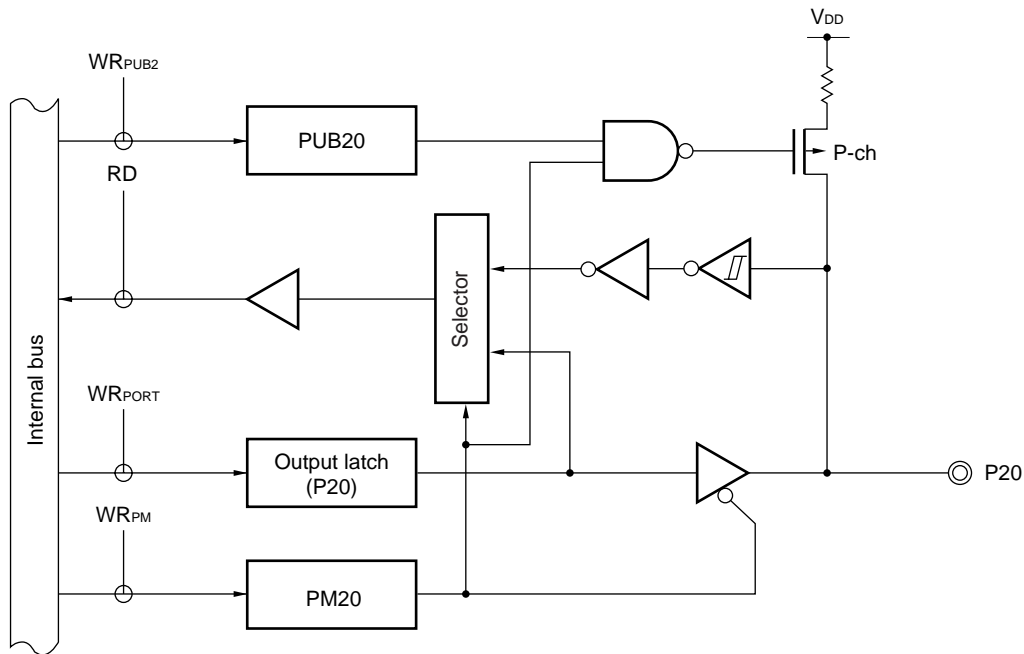 VDD
WRPUB2
PUB20
P-ch
RD
Selector
Internal bus
WRPORT
Output latch
(P20)
P20
WRPM
PM20